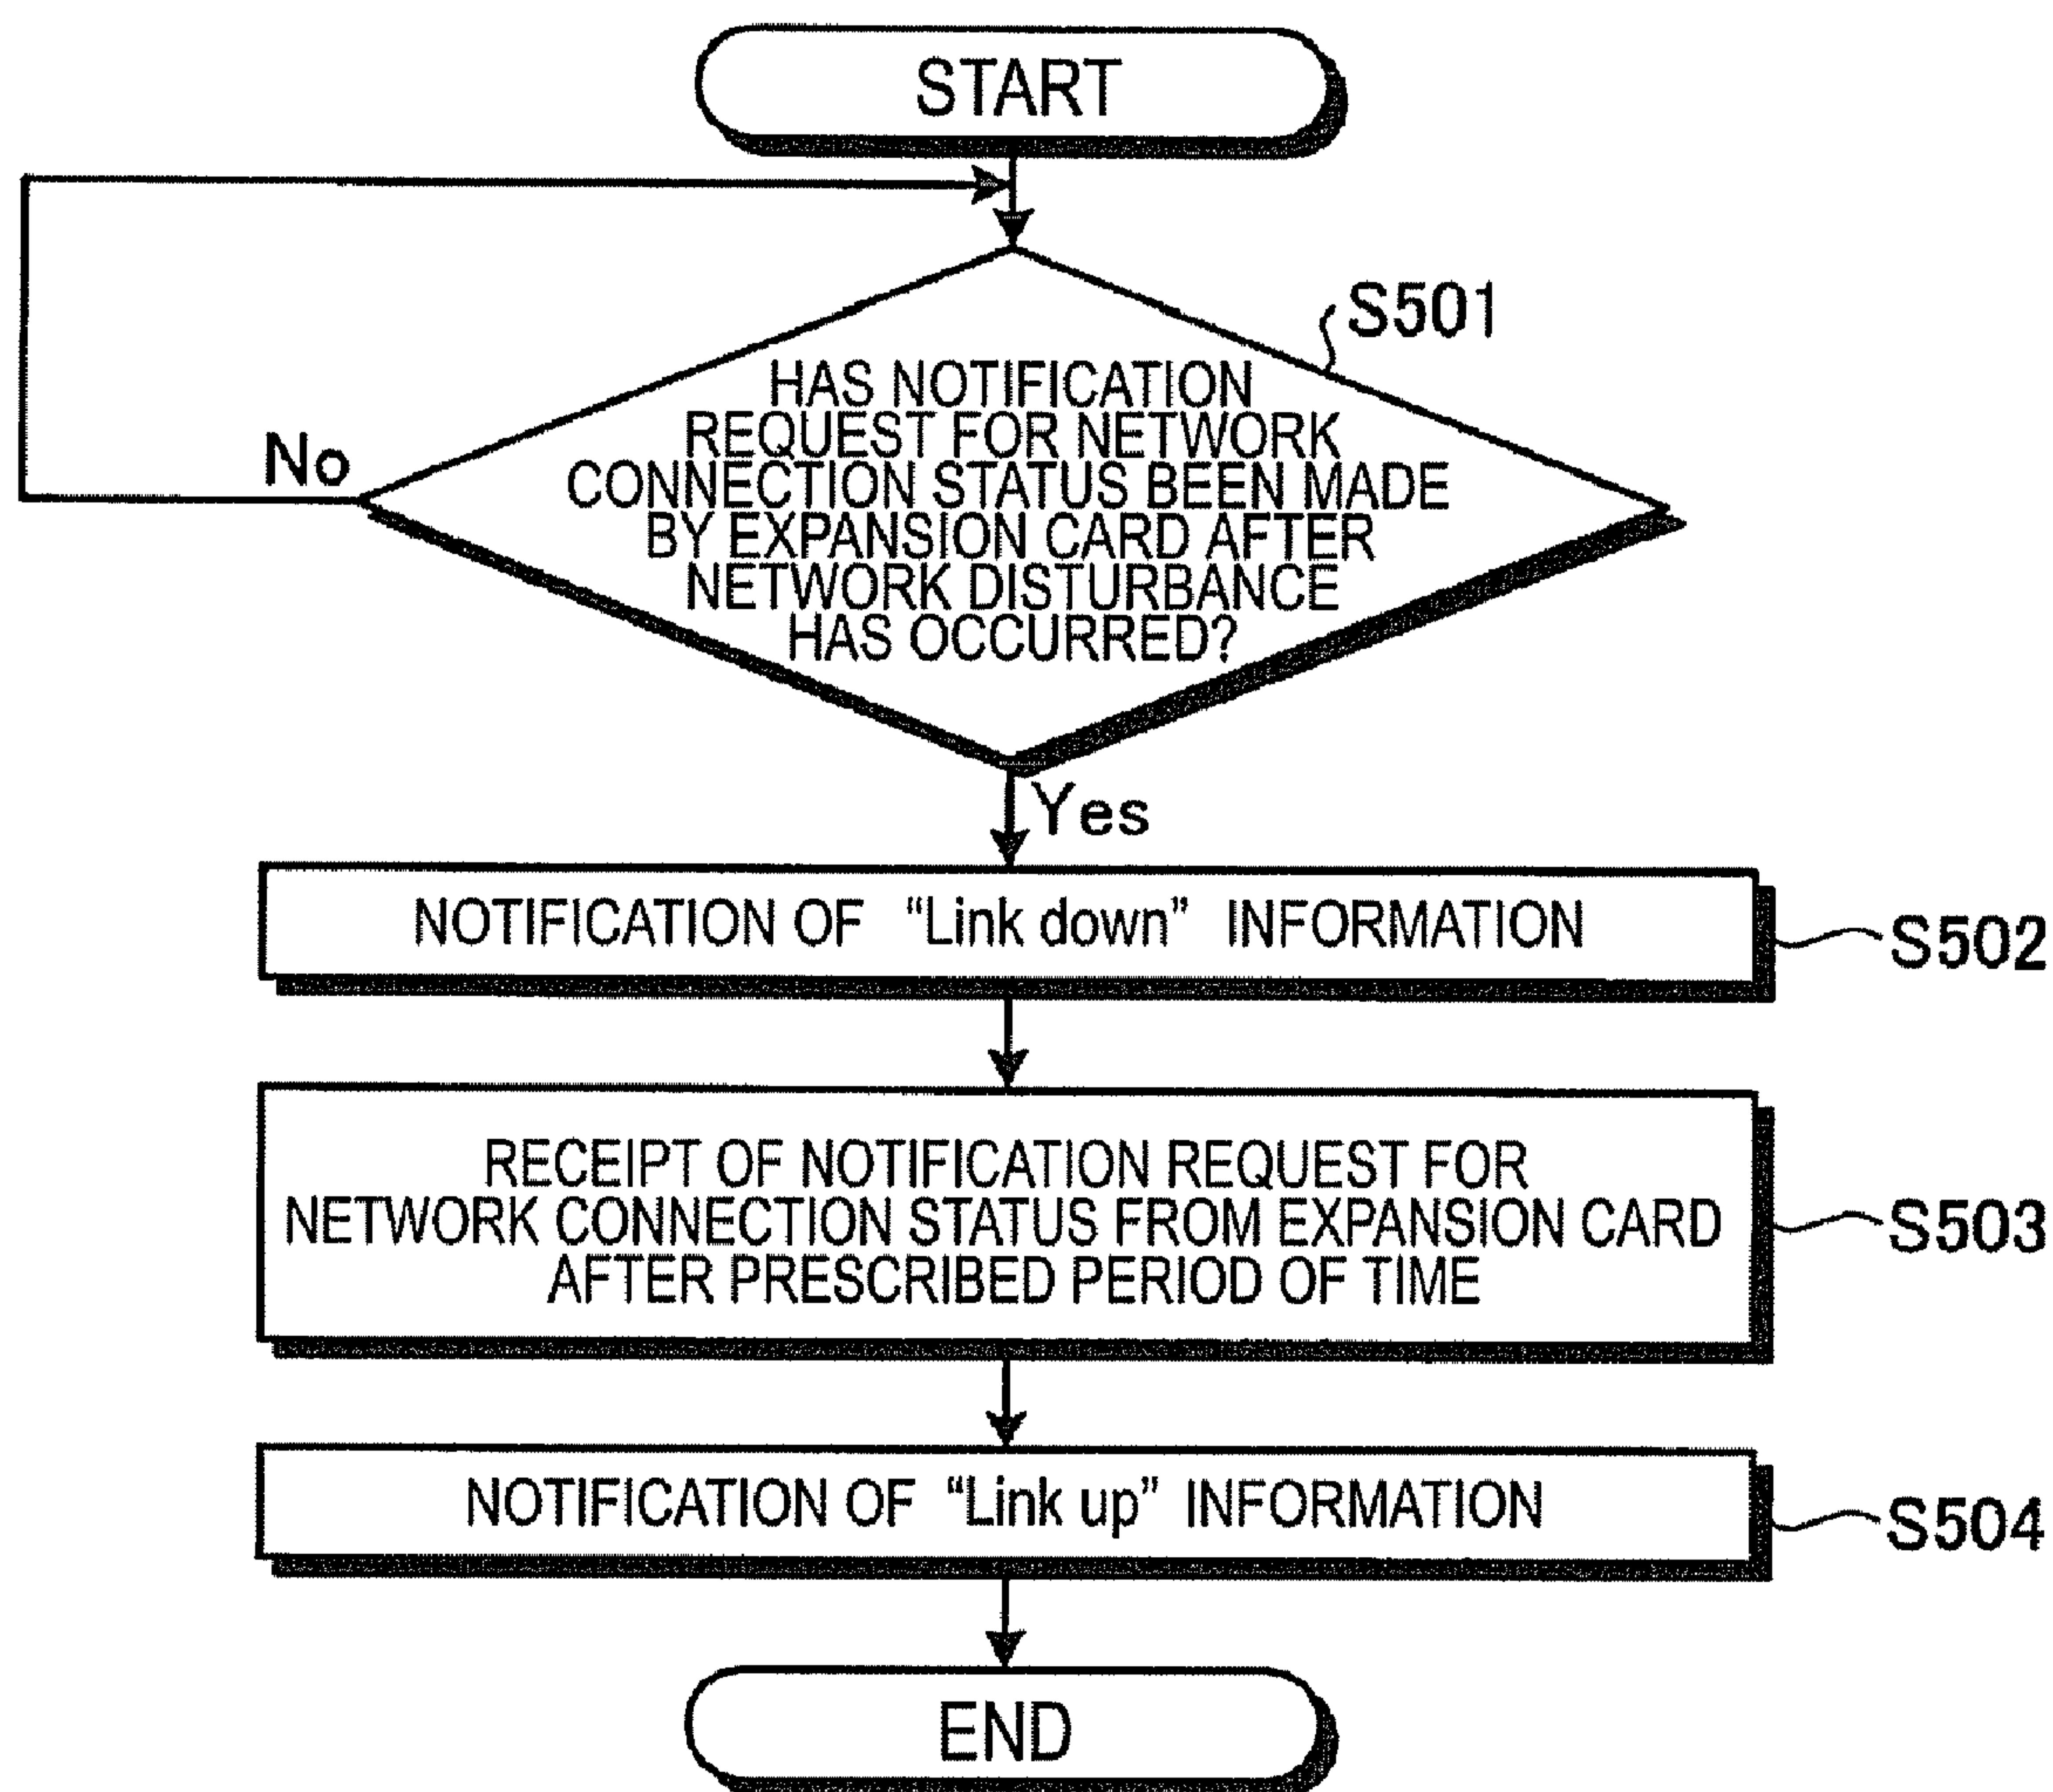 START
S501
HAS NOTIFICATION
REQUEST FOR NETWORK
CONNECTION STATUS BEEN MADE
BY EXPANSION CARD AFTER
NETWORK DISTURBANCE
HAS OCCURRED?
No
Yes
NOTIFICATION OF “Link down” INFORMATION
S502
RECEIPT OF NOTIFICATION REQUEST FOR
NETWORK CONNECTION STATUS FROM EXPANSION CARD
AFTER PRESCRIBED PERIOD OF TIME
S503
NOTIFICATION OF “Link up” INFORMATION
S504
END